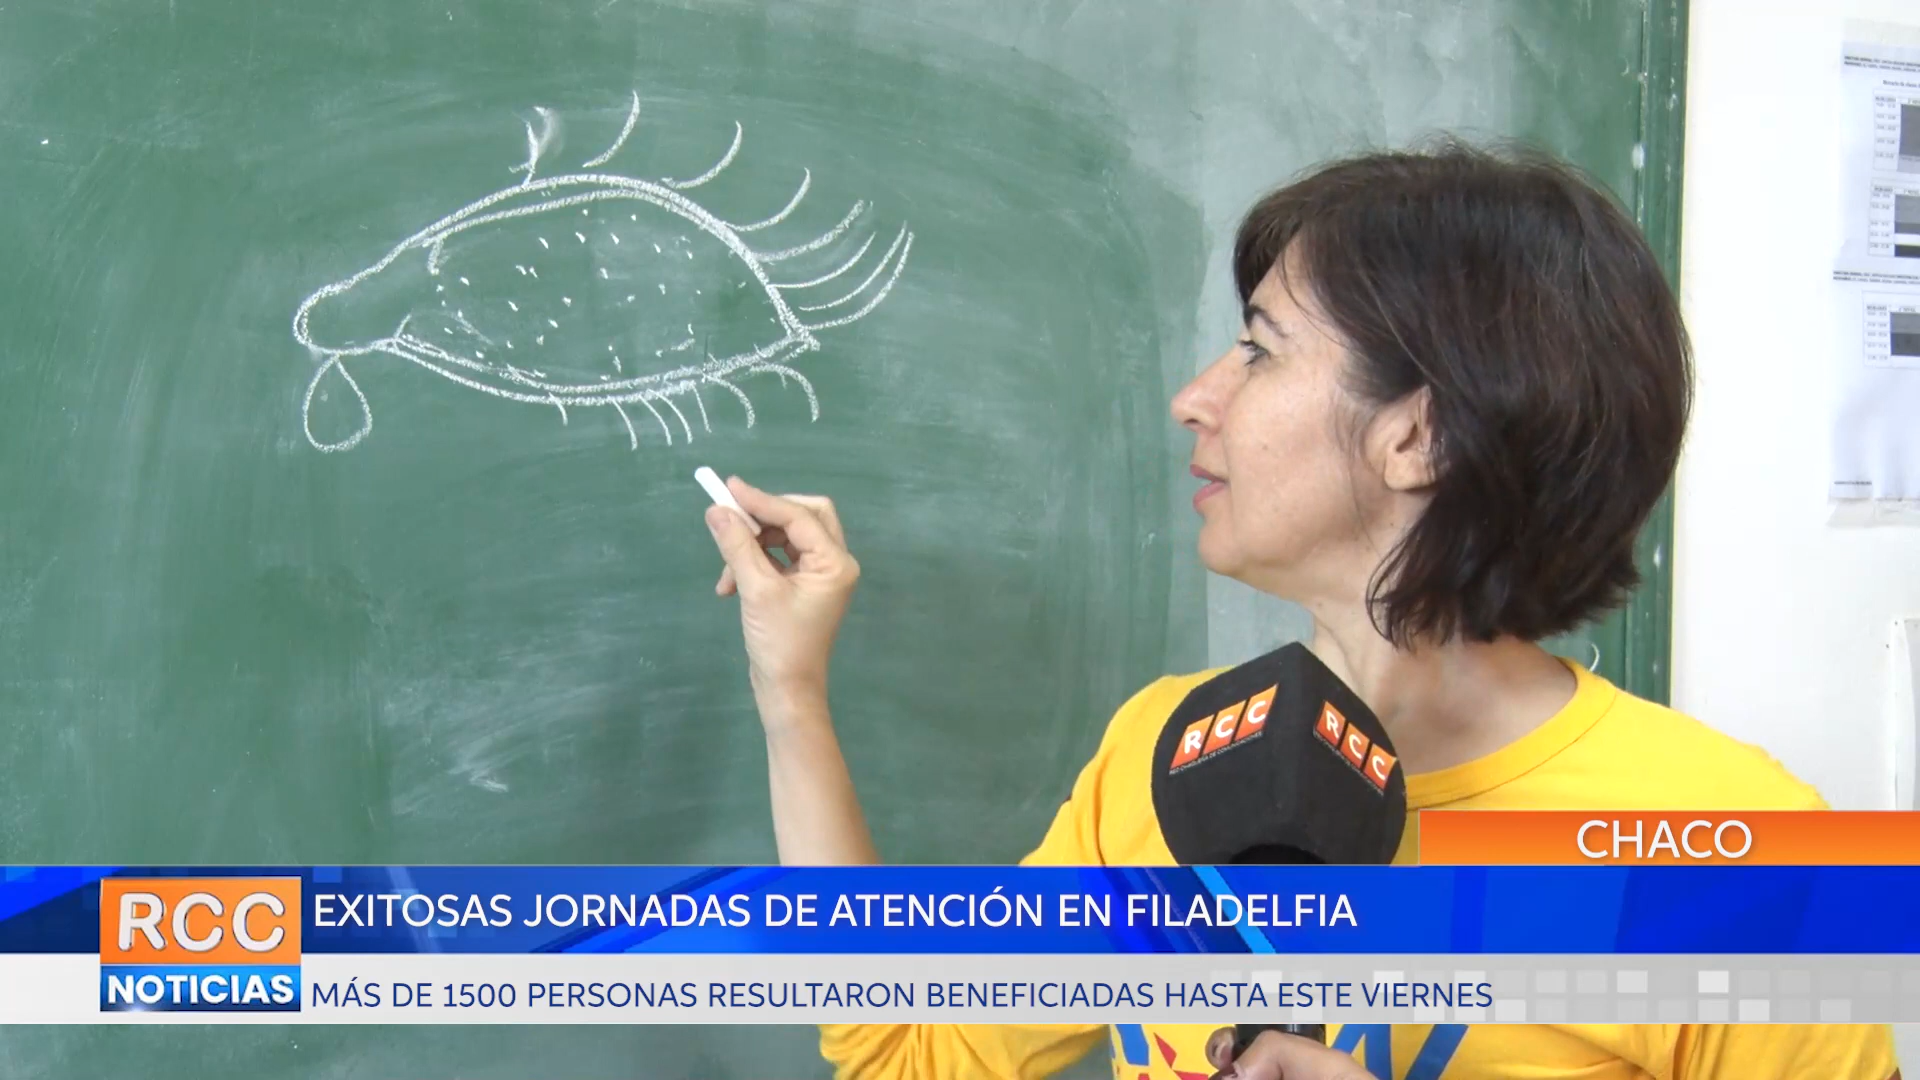 RCC
RCC
CHACO
RCC
NOTICIAS
EXITOSAS JORNADAS DE ATENCIÓN EN FILADELFIA
MÁS DE 1500 PERSONAS RESULTARON BENEFICIADAS HASTA ESTE VIERNES